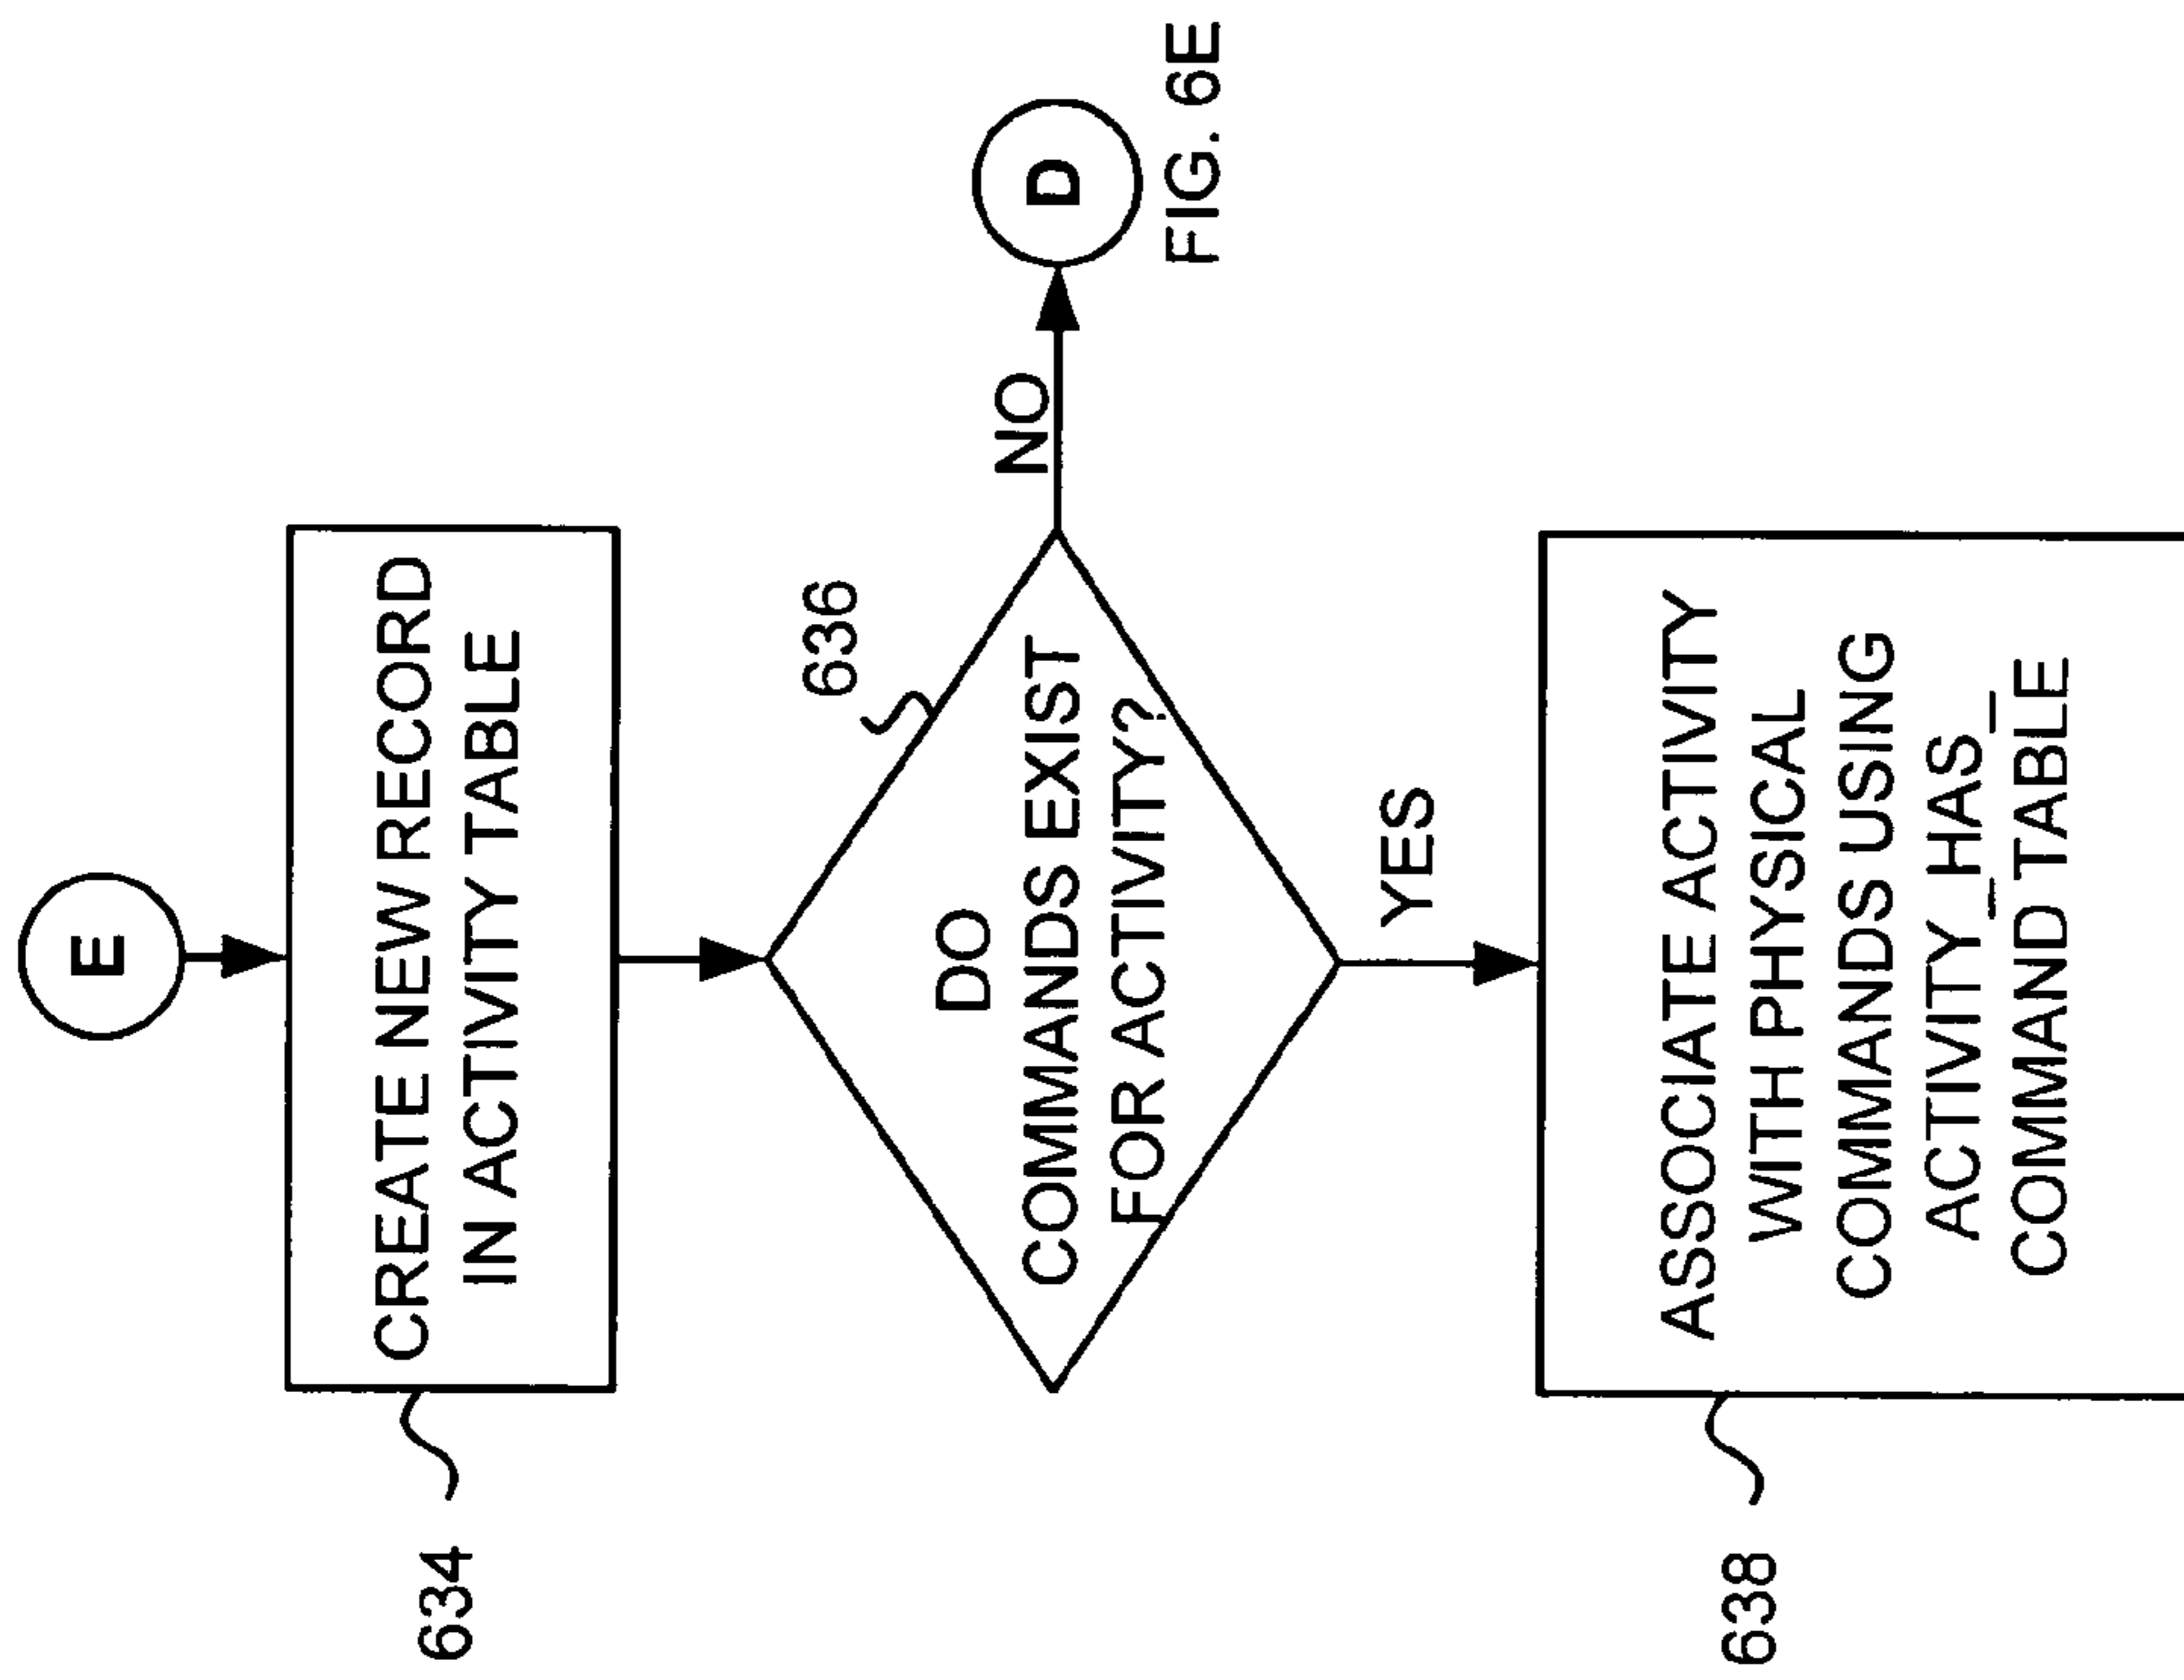 E
634
CREATE NEW RECORD
IN ACTIVITY TABLE
636
DO
COMMANDS EXIST
FOR ACTIVITY?
NO
D
FIG. 6E
YES
638
ASSOCIATE ACTIVITY
WITH PHYSICAL
COMMANDS USING
ACTIVITY_HAS_
COMMAND TABLE